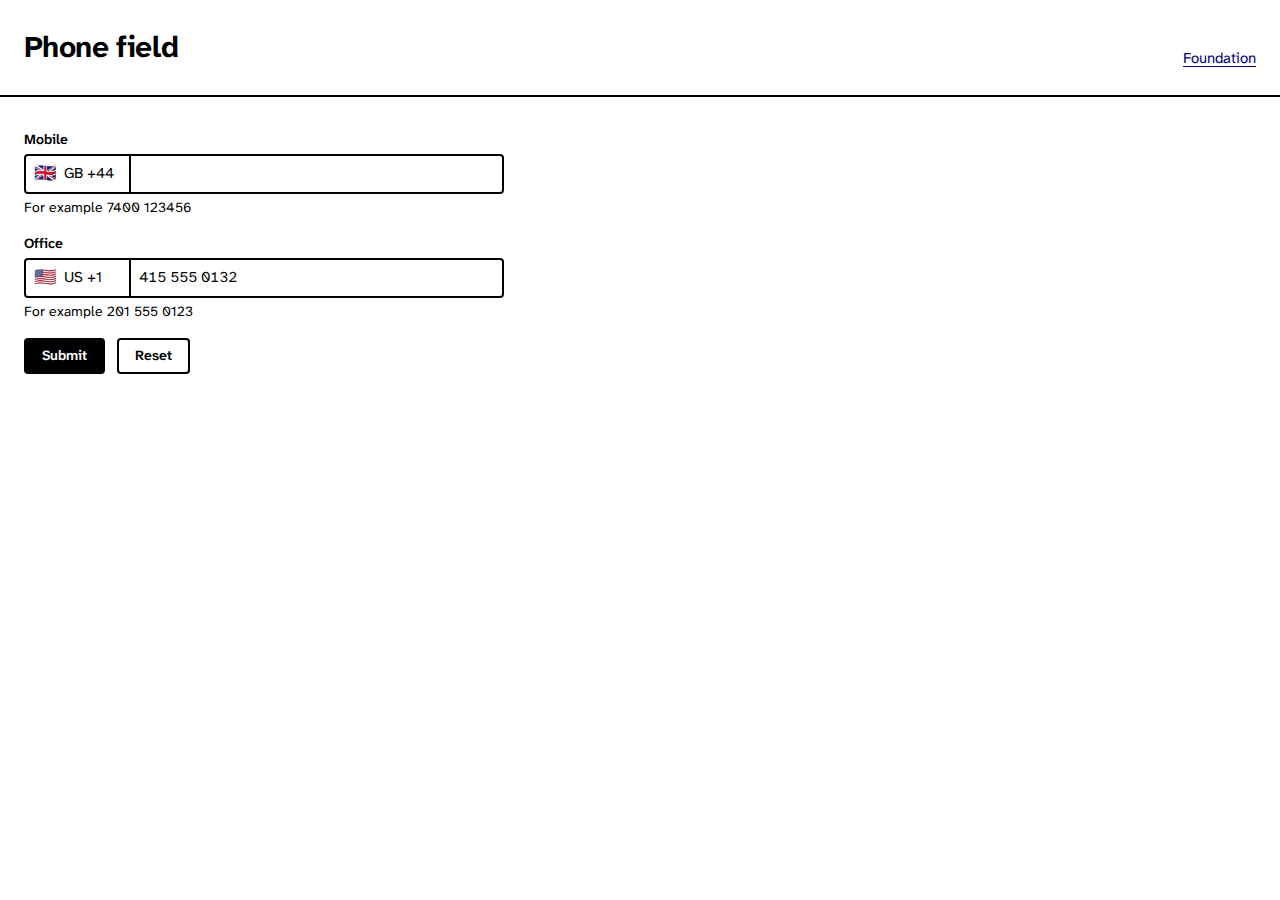 Phone field
Foundation
Mobile
🇬🇧 GB +44
For example 7400 123456
Office
🇺🇸 US +1 415 555 0132
For example 201 555 0123
Submit Reset